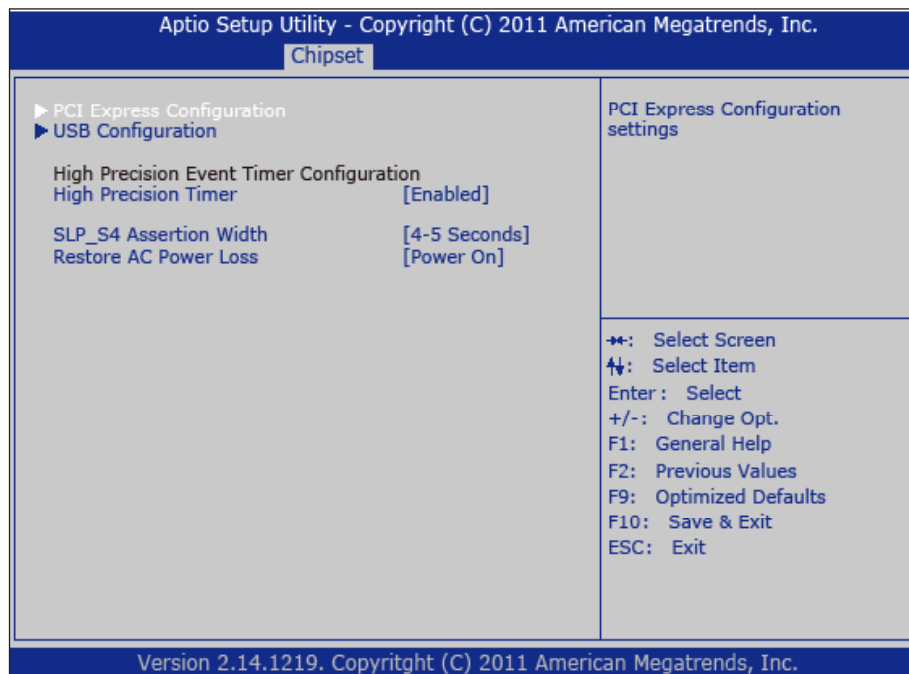 Aptio Setup Utility - Copyright (C) 2011 American Megatrends, Inc.
Chipset
PCI Express Configuration
USB Configuration
High Precision Event Timer Configuration
High Precision Timer [Enabled]
SLP_S4 Assertion Width [4-5 Seconds]
Restore AC Power Loss [Power On]
PCI Express Configuration
settings
→←: Select Screen
↑↓: Select Item
Enter : Select
+/-: Change Opt.
F1: General Help
F2: Previous Values
F9: Optimized Defaults
F10: Save & Exit
ESC: Exit
Version 2.14.1219. Copyritght (C) 2011 American Megatrends, Inc.